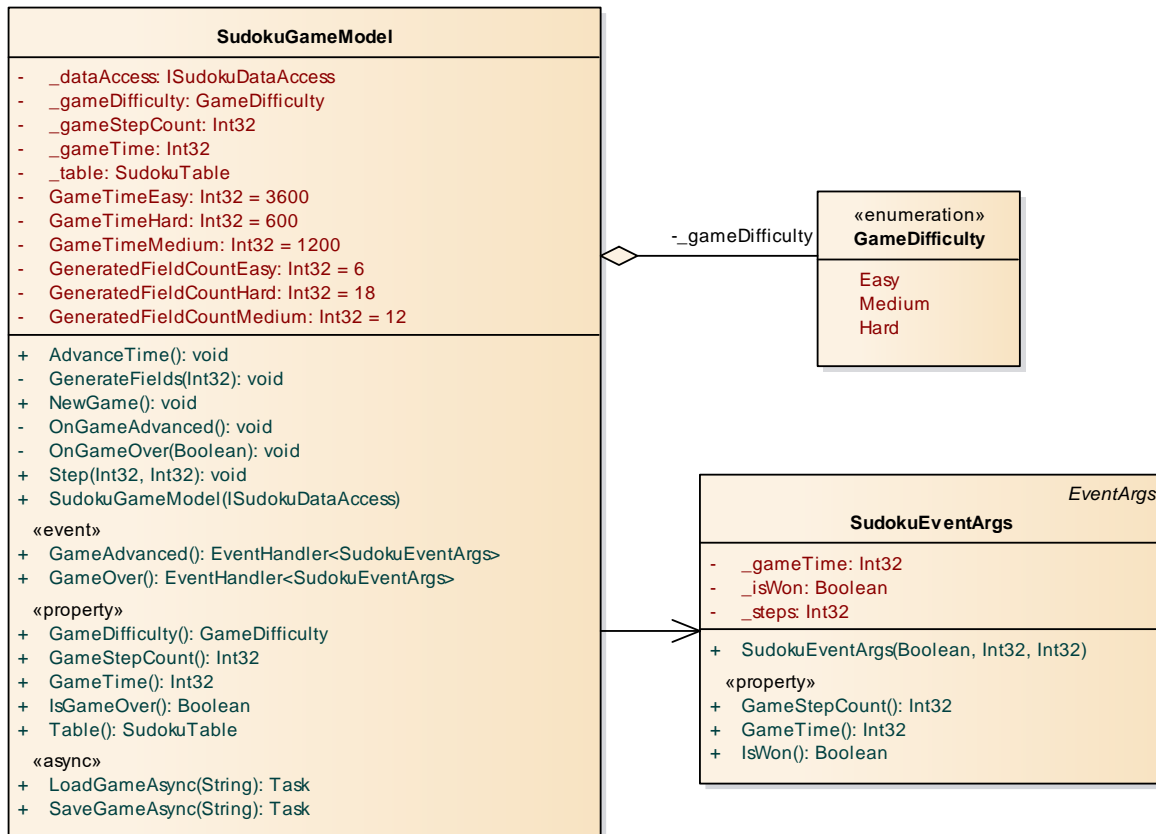 SudokuGameModel
- _dataAccess: ISudokuDataAccess
- _gameDifficulty: GameDifficulty
- _gameStepCount: Int32
- _gameTime: Int32
- _table: SudokuTable
- GameTimeEasy: Int32 = 3600
- GameTimeHard: Int32 = 600
- GameTimeMedium: Int32 = 1200
- GeneratedFieldCountEasy: Int32 = 6
- GeneratedFieldCountHard: Int32 = 18
- GeneratedFieldCountMedium: Int32 = 12
+ AdvanceTime(): void
- GenerateFields(Int32): void
+ NewGame(): void
- OnGameAdvanced(): void
- OnGameOver(Boolean): void
+ Step(Int32, Int32): void
+ SudokuGameModel(ISudokuDataAccess)
«event»
+ GameAdvanced(): EventHandler<SudokuEventArgs>
+ GameOver(): EventHandler<SudokuEventArgs>
«property»
+ GameDifficulty(): GameDifficulty
+ GameStepCount(): Int32
+ GameTime(): Int32
+ IsGameOver(): Boolean
+ Table(): SudokuTable
«async»
+ LoadGameAsync(String): Task
+ SaveGameAsync(String): Task
-_gameDifficulty
«enumeration»
GameDifficulty
Easy
Medium
Hard
EventArgs
SudokuEventArgs
- _gameTime: Int32
- _isWon: Boolean
- _steps: Int32
+ SudokuEventArgs(Boolean, Int32, Int32)
«property»
+ GameStepCount(): Int32
+ GameTime(): Int32
+ IsWon(): Boolean